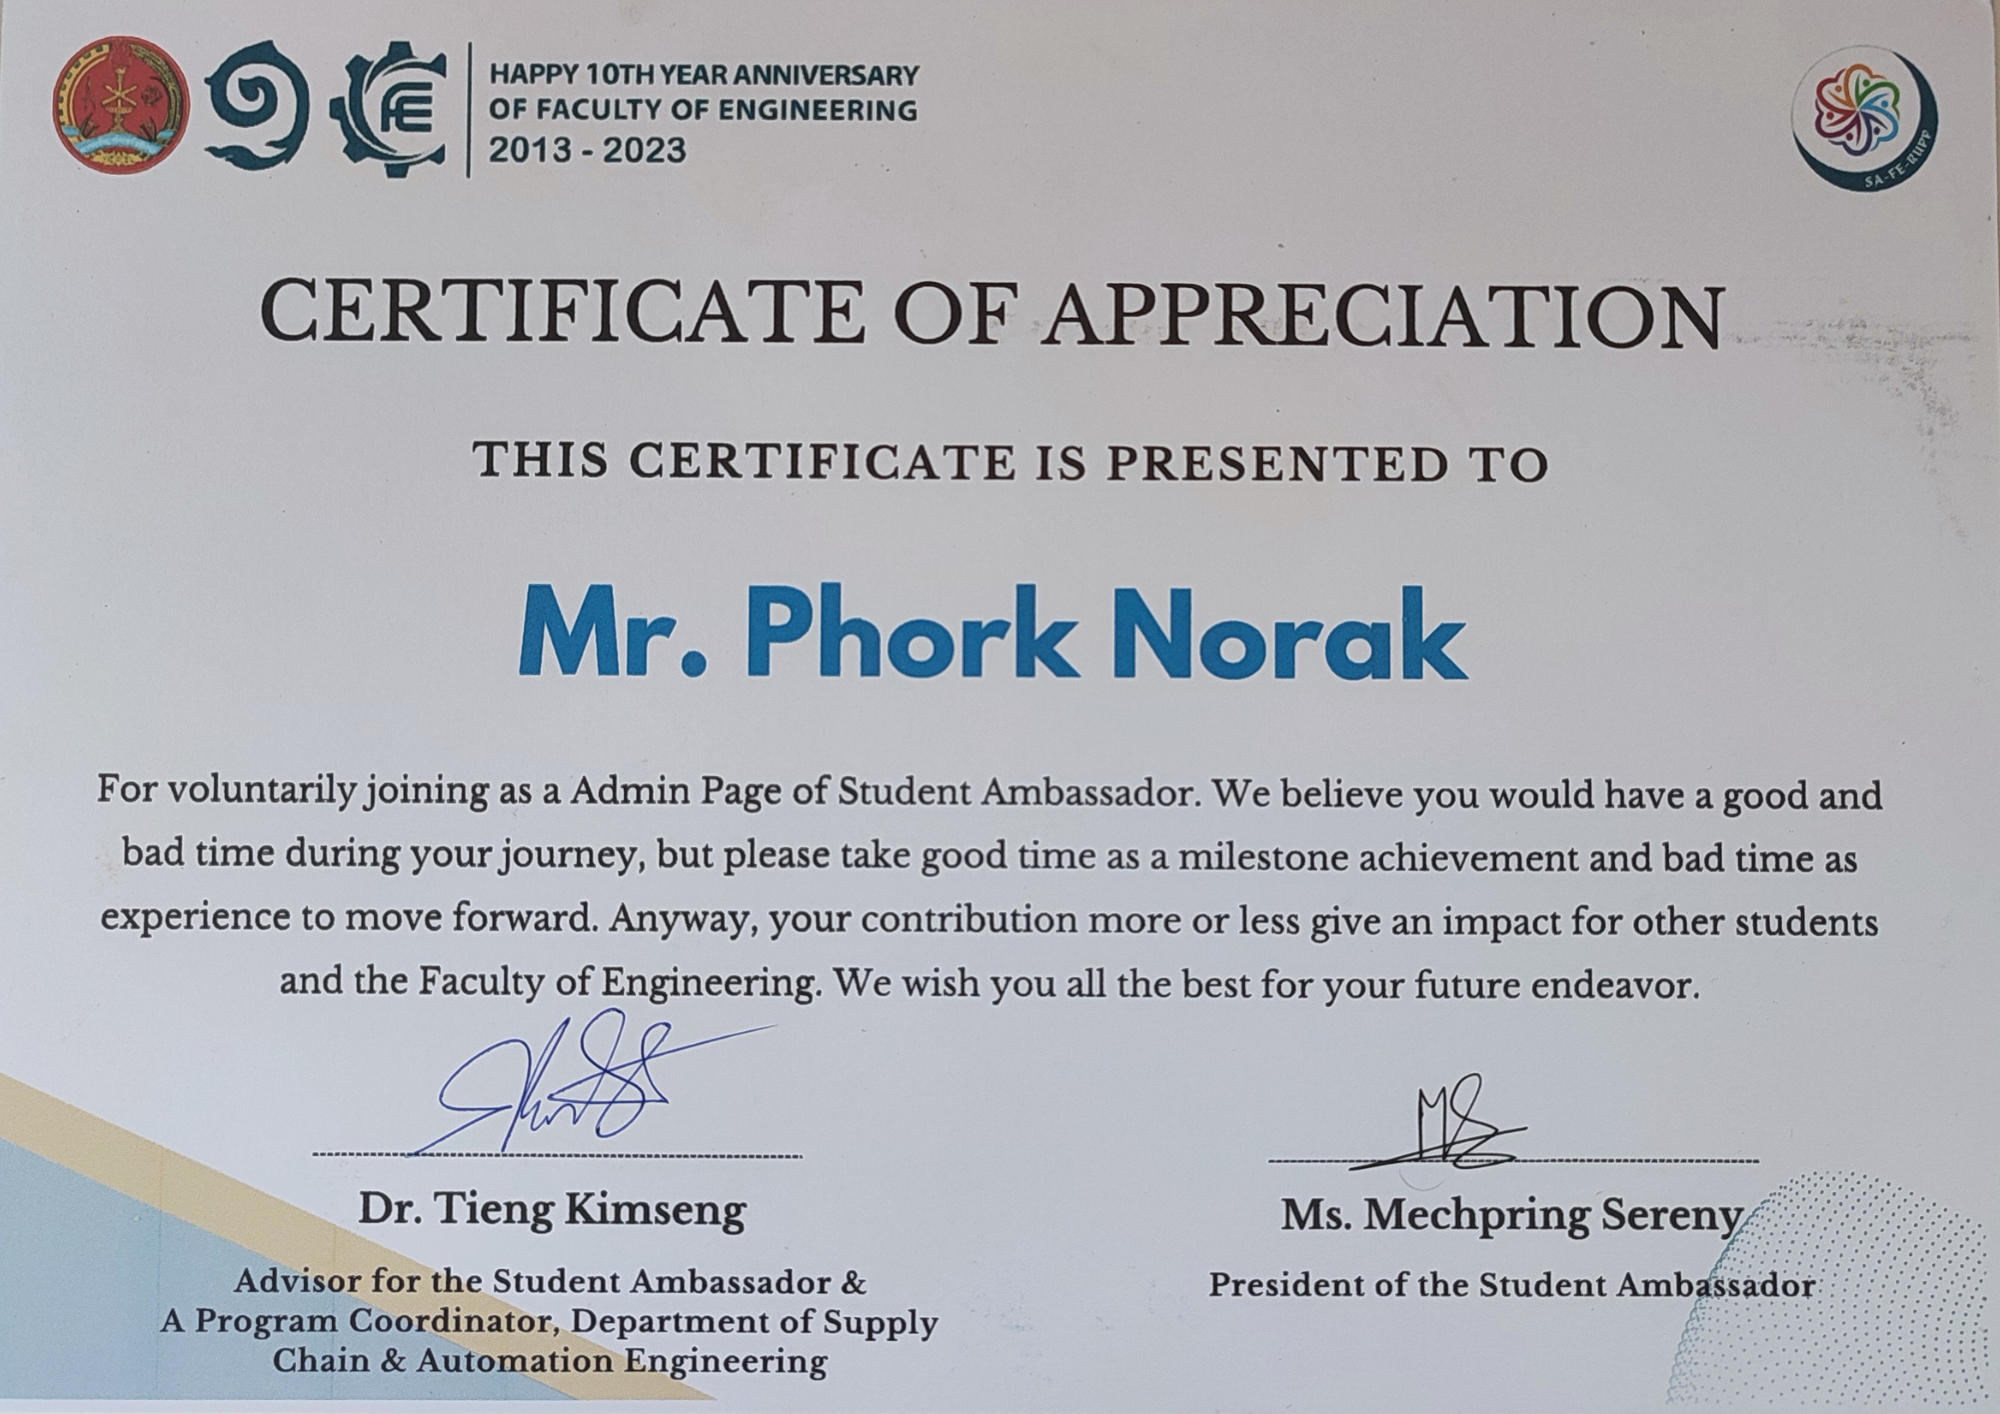 HAPPY 10TH YEAR ANNIVERSARY
OF FACULTY OF ENGINEERING
2013 - 2023
FE
SA-FE-RUPP
CERTIFICATE OF APPRECIATION
THIS CERTIFICATE IS PRESENTED TO
Mr. Phork Norak
For voluntarily joining as a Admin Page of Student Ambassador. We believe you would have a good and
bad time during your journey, but please take good time as a milestone achievement and bad time as
experience to move forward. Anyway, your contribution more or less give an impact for other students
and the Faculty of Engineering. We wish you all the best for your future endeavor.
MS
Dr. Tieng Kimseng
Ms. Mechpring Sereny
Advisor for the Student Ambassador &
A Program Coordinator, Department of Supply
Chain & Automation Engineering
President of the Student Ambassador